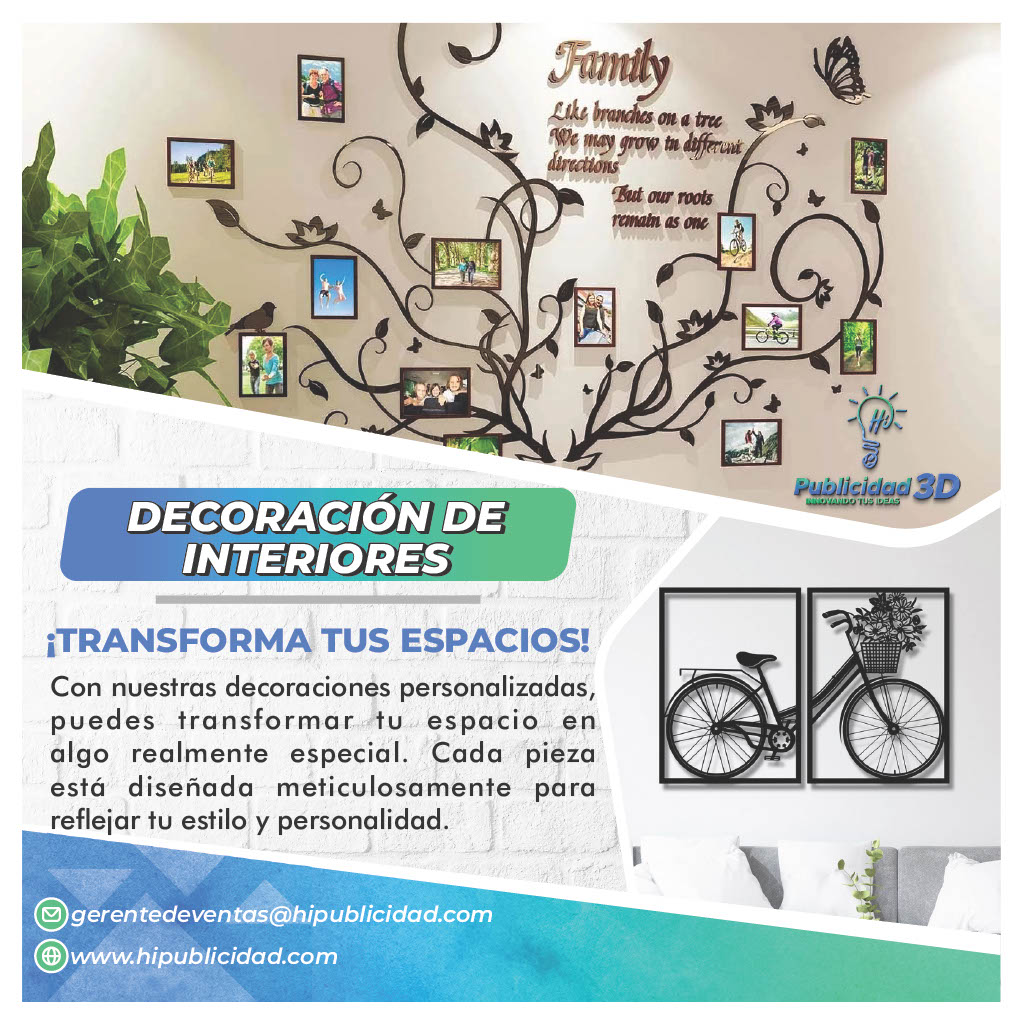 Family
Like branches on a tree
We may grow in different
directions
But our roots
remain as one
Hi
Publicidad 3D
INNOVANDO TUS IDEAS
DECORACIÓN DE
INTERIORES
¡TRANSFORMA TUS ESPACIOS!
Con nuestras decoraciones personalizadas,
puedes transformar tu espacio en
algo realmente especial. Cada pieza
está diseñada meticulosamente para
reflejar tu estilo y personalidad.
gerentedeventas@hipublicidad.com
www.hipublicidad.com